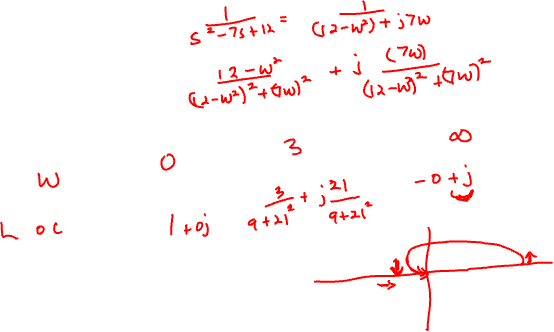 1/(s²-7s+12) = 1/((12-w²)+j7w)
(12-w²)/((12-w²)²+(7w)²) + j (7w)/((12-w²)²+(7w)²)
w 0 3 ∞
Loc 1+0j 3/(9+21²) + j 21/(9+21²) -0+j